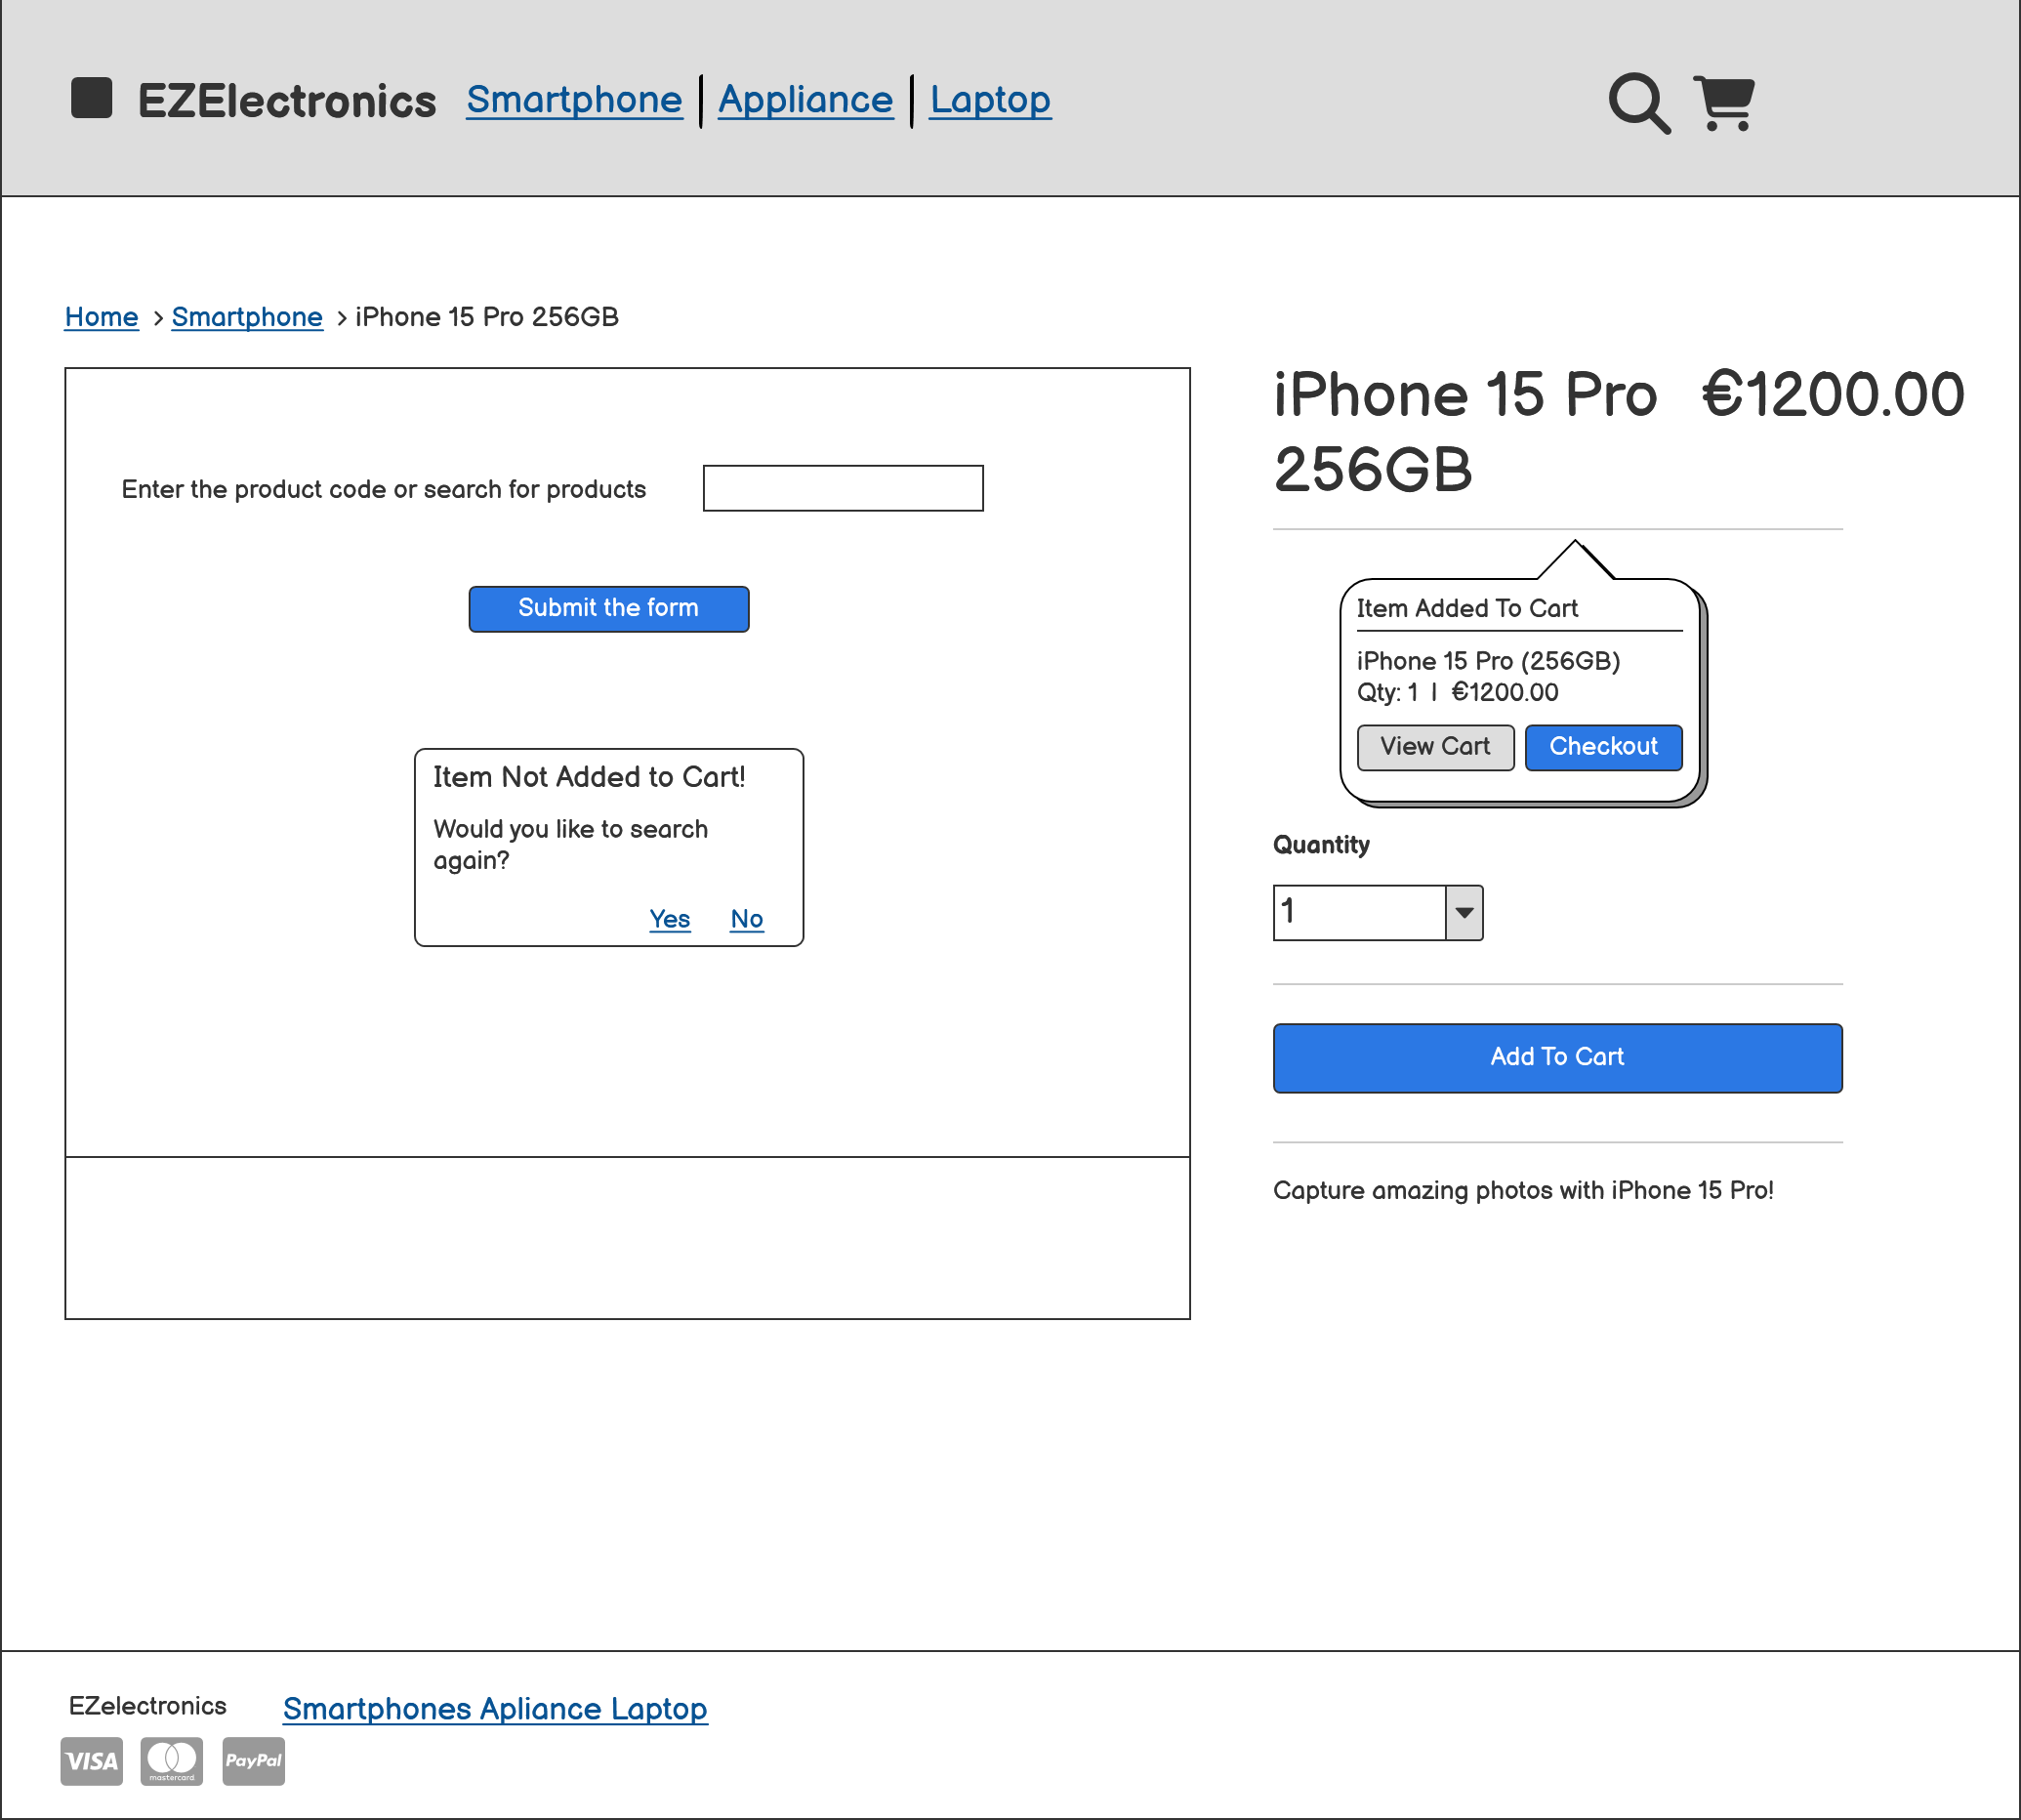 EZElectronics Smartphone Appliance Laptop
Home > Smartphone > iPhone 15 Pro 256GB
Enter the product code or search for products
Submit the form
Item Not Added to Cart!
Would you like to search
again?
Yes No
iPhone 15 Pro €1200.00
256GB
Item Added To Cart
iPhone 15 Pro (256GB)
Qty: 1 | €1200.00
View Cart Checkout
Quantity
1
Add To Cart
Capture amazing photos with iPhone 15 Pro!
EZelectronics Smartphones Apliance Laptop
VISA mastercard PayPal